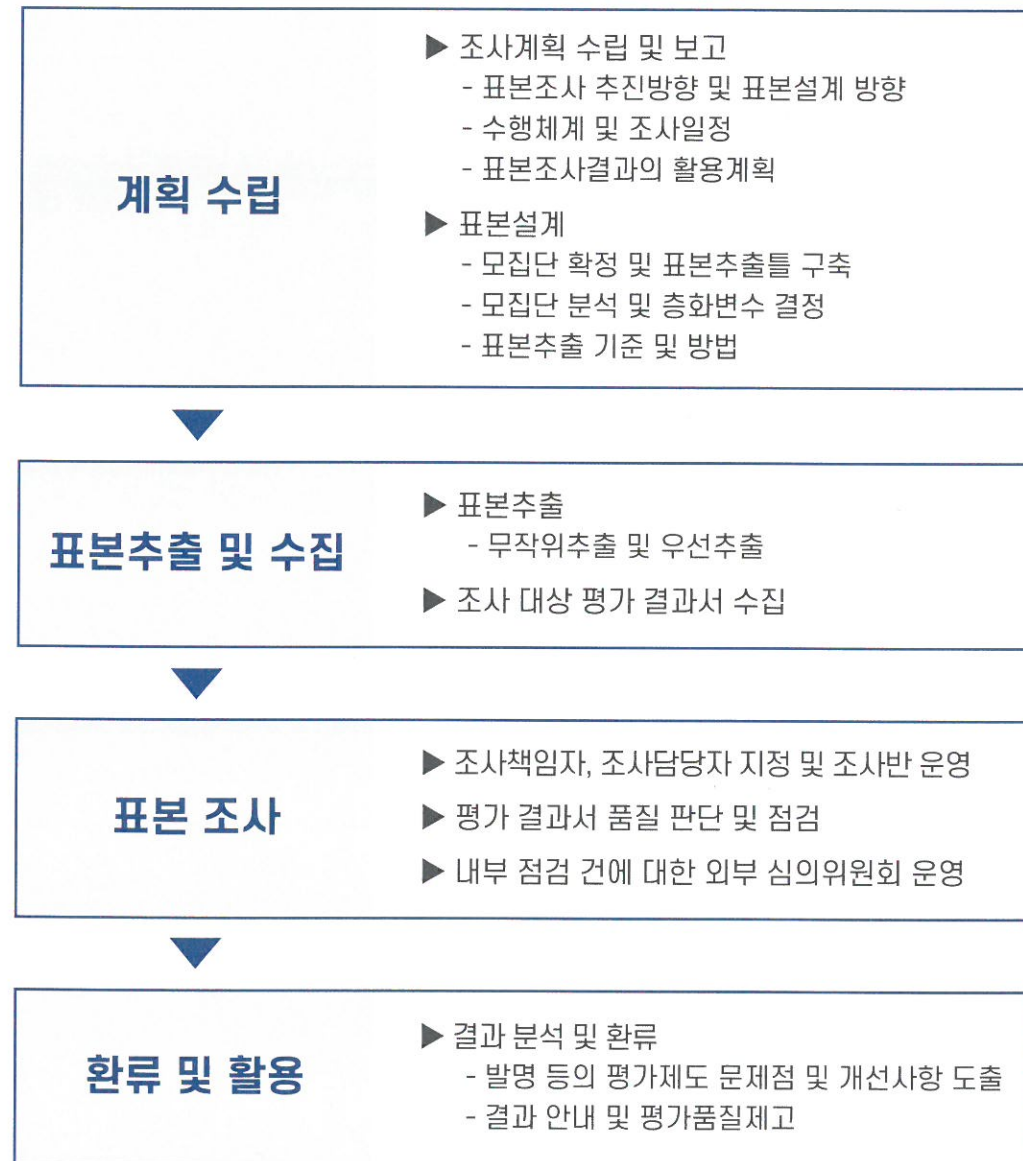 계획 수립
▶ 조사계획 수립 및 보고
- 표본조사 추진방향 및 표본설계 방향
- 수행체계 및 조사일정
- 표본조사결과의 활용계획
▶ 표본설계
- 모집단 확정 및 표본추출틀 구축
- 모집단 분석 및 층화변수 결정
- 표본추출 기준 및 방법
표본추출 및 수집
▶ 표본추출
- 무작위추출 및 우선추출
▶ 조사 대상 평가 결과서 수집
표본 조사
▶ 조사책임자, 조사담당자 지정 및 조사반 운영
▶ 평가 결과서 품질 판단 및 점검
▶ 내부 점검 건에 대한 외부 심의위원회 운영
환류 및 활용
▶ 결과 분석 및 환류
- 발명 등의 평가제도 문제점 및 개선사항 도출
- 결과 안내 및 평가품질제고